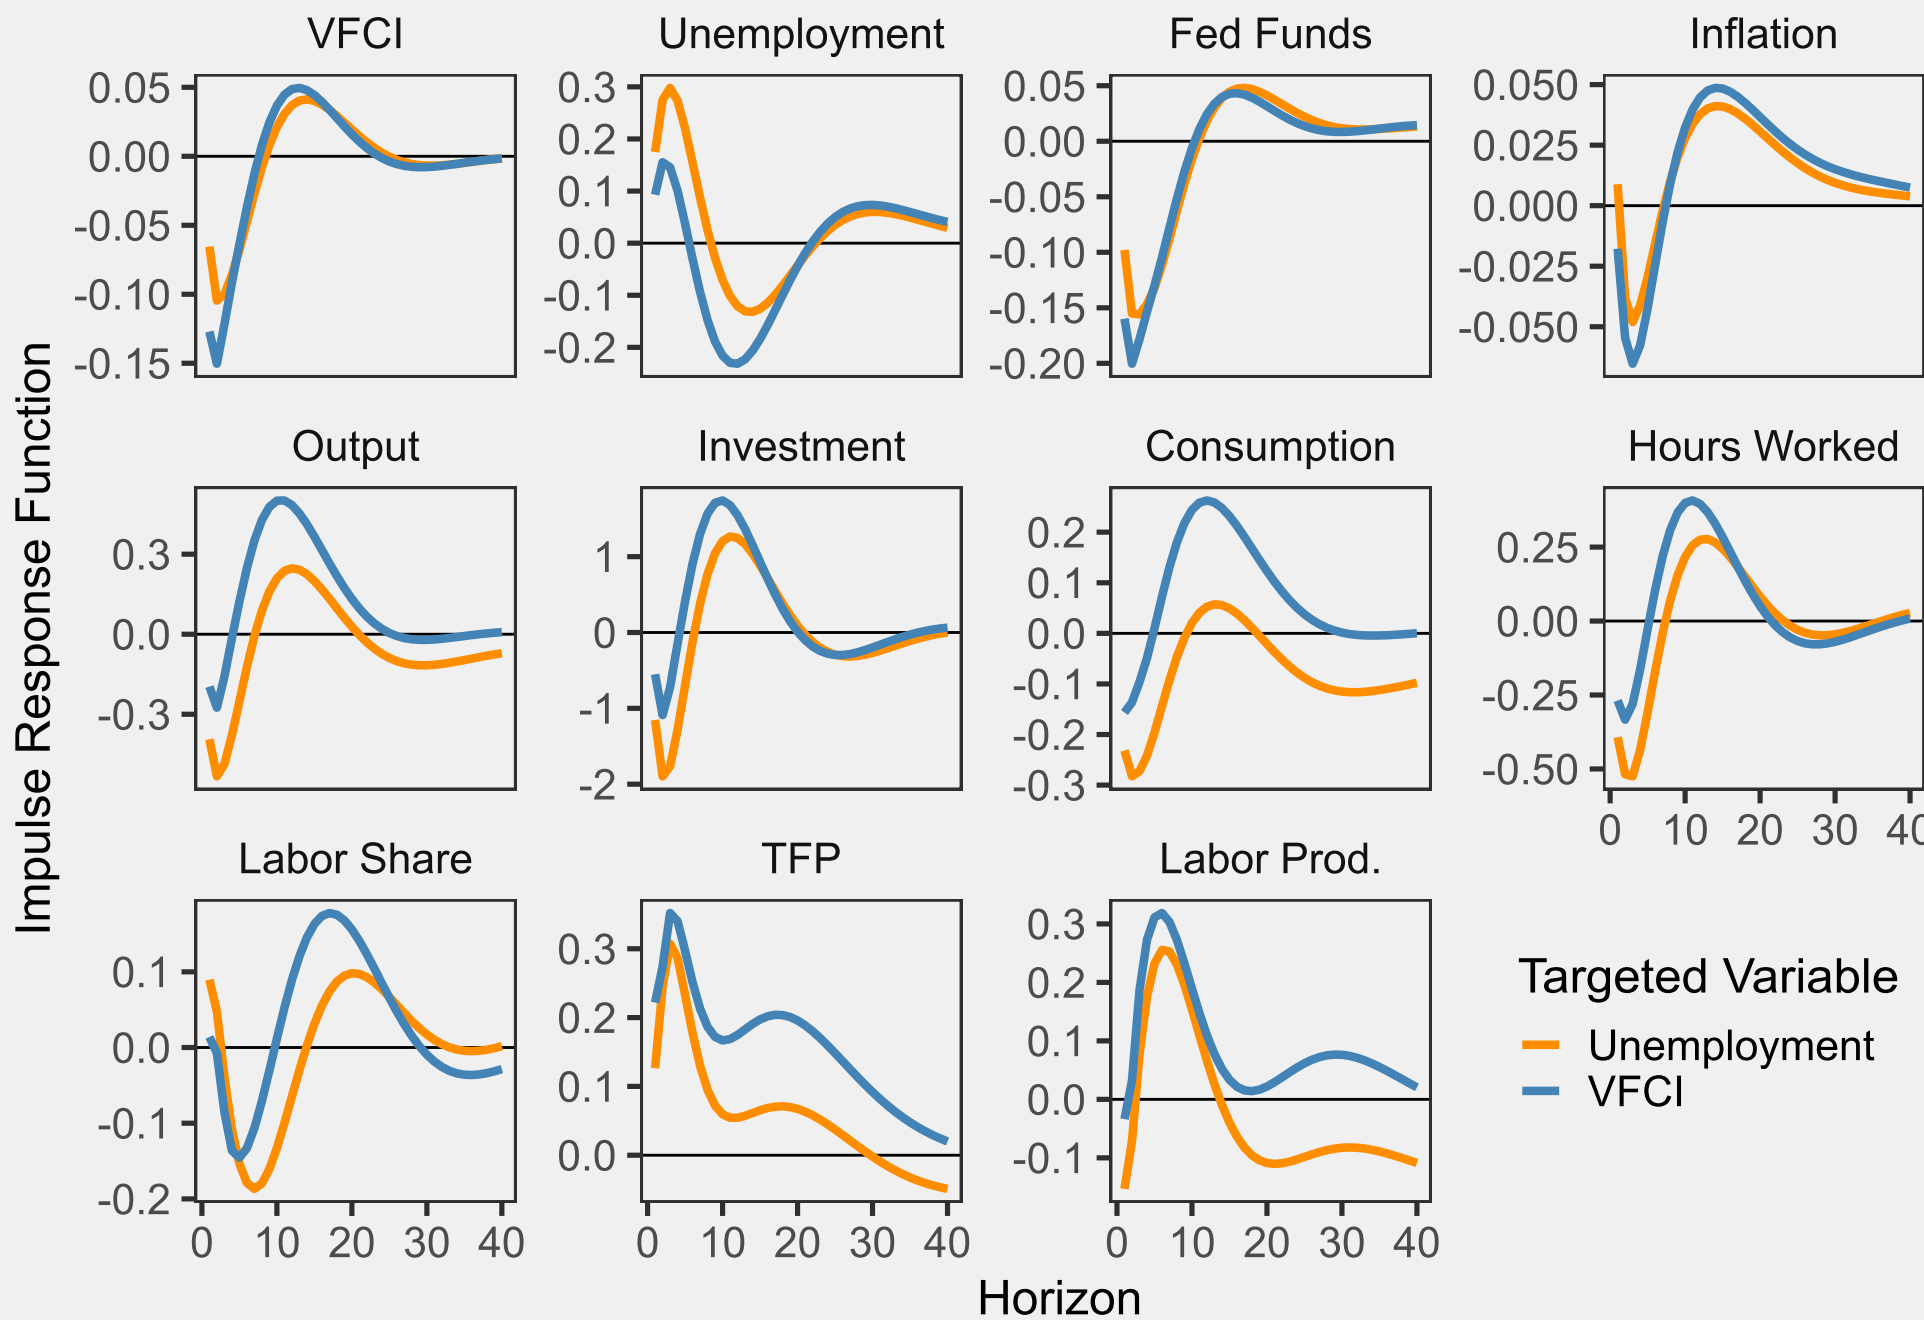 VFCI
Unemployment
Fed Funds
Inflation
0.05
0.00
-0.05
-0.10
-0.15
0.3
0.2
0.1
0.0
-0.1
-0.2
0.05
0.00
-0.05
-0.10
-0.15
-0.20
0.050
0.025
0.000
-0.025
-0.050
Impulse Response Function
Output
Investment
Consumption
Hours Worked
0.3
0.0
-0.3
1
0
-1
-2
0.2
0.1
0.0
-0.1
-0.2
-0.3
0.25
0.00
-0.25
-0.50
0 10 20 30 40
Labor Share
TFP
Labor Prod.
0.1
0.0
-0.1
-0.2
0 10 20 30 40
0.3
0.2
0.1
0.0
0 10 20 30 40
0.3
0.2
0.1
0.0
-0.1
0 10 20 30 40
Targeted Variable
Unemployment
VFCI
Horizon